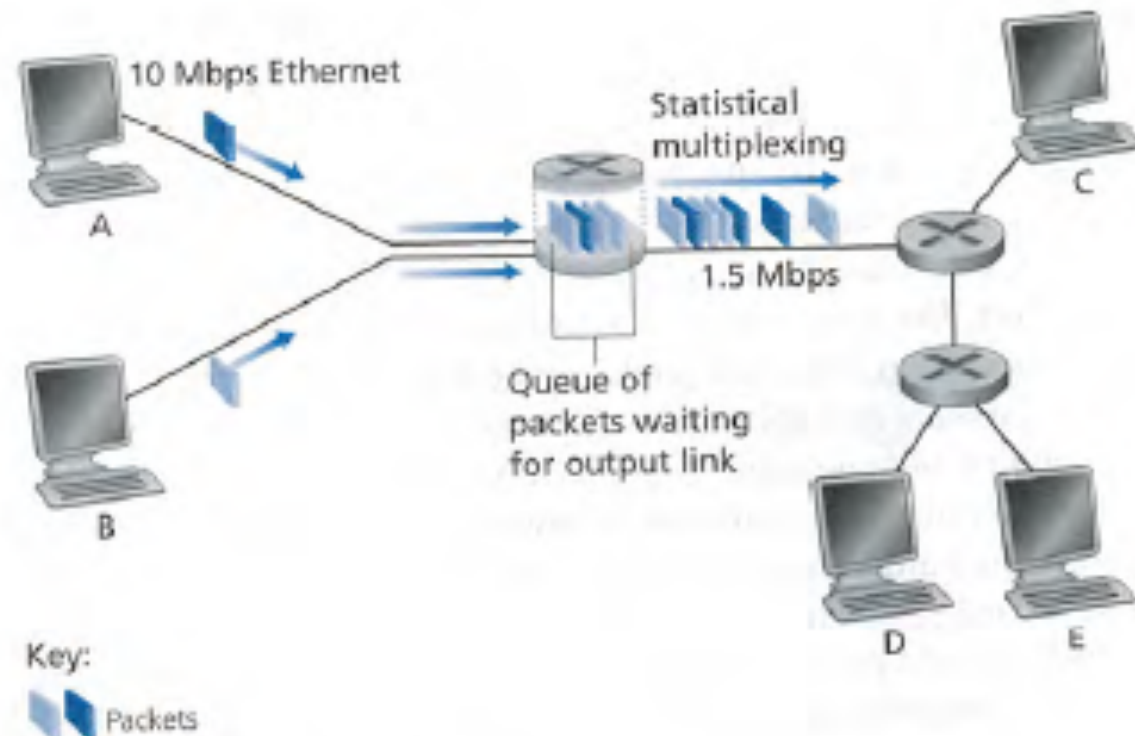 10 Mbps Ethernet
A
Statistical
multiplexing
C
1.5 Mbps
B
Queue of
packets waiting
for output link
D
E
Key:
Packets